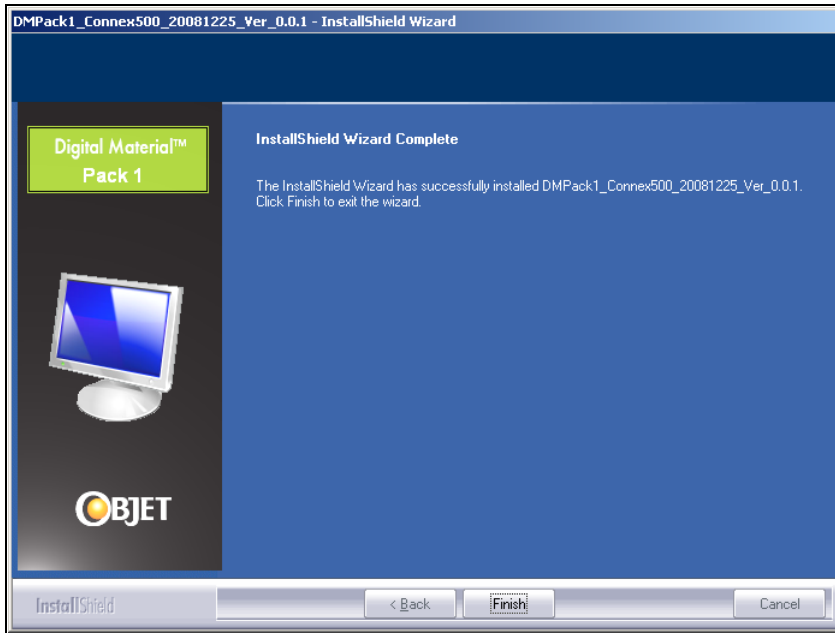 DMPack1_Connex500_20081225_Ver_0.0.1 - InstallShield Wizard
Digital Material™
Pack 1
InstallShield Wizard Complete
The InstallShield Wizard has successfully installed DMPack1_Connex500_20081225_Ver_0.0.1.
Click Finish to exit the wizard.
OBJET
InstallShield
< Back
Finish
Cancel